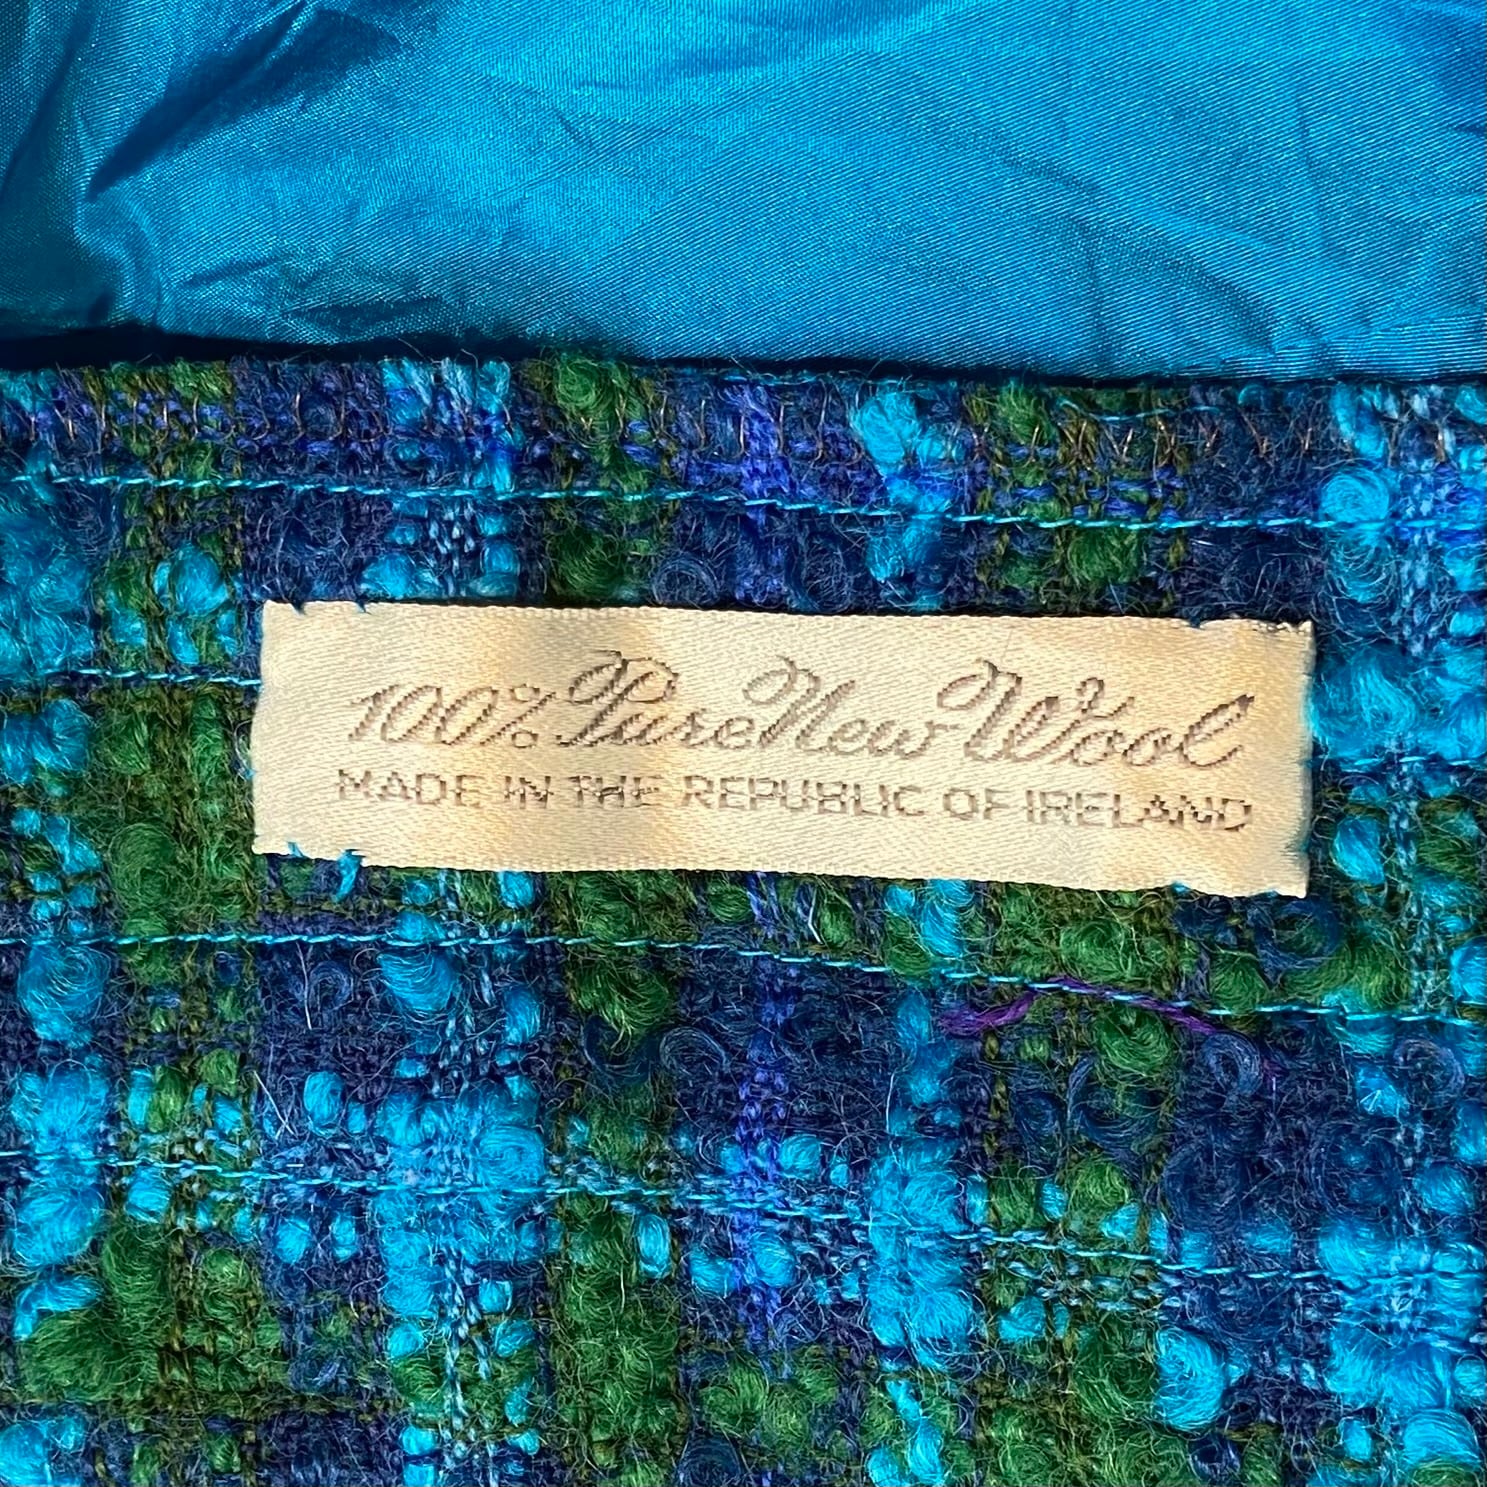 100% Pure New Wool
MADE IN THE REPUBLIC OF IRELAND